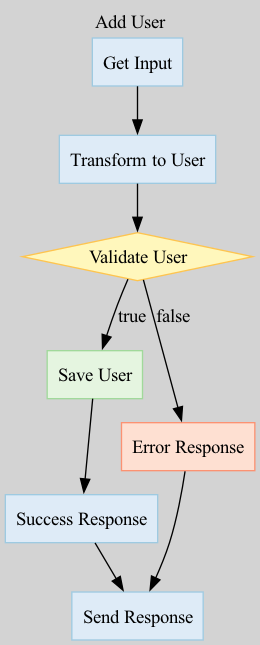 Add User
Get Input
Transform to User
Validate User
true
false
Save User
Error Response
Success Response
Send Response